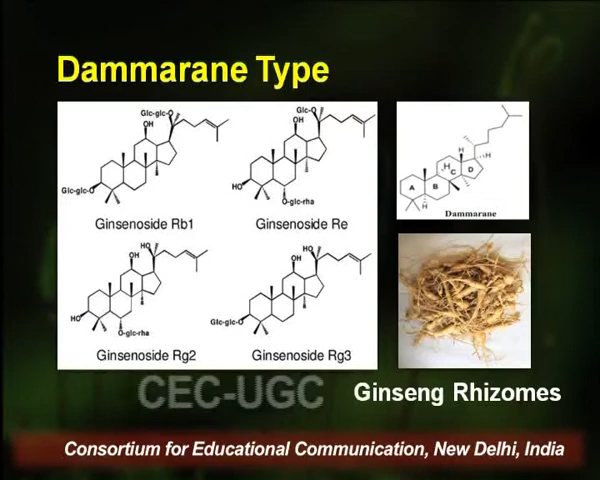 Dammarane Type
Glc-glc-O
OH
Glc-glc-O
Ginsenoside Rb1
Glc-O
OH
HO
O-glc-rha
Ginsenoside Re
HO
OH
HO
O-glc-rha
Ginsenoside Rg2
HO
OH
Glc-glc-O
Ginsenoside Rg3
H
H
H
C
D
A
B
H
Dammarane
CEC-UGC
Ginseng Rhizomes
Consortium for Educational Communication, New Delhi, India